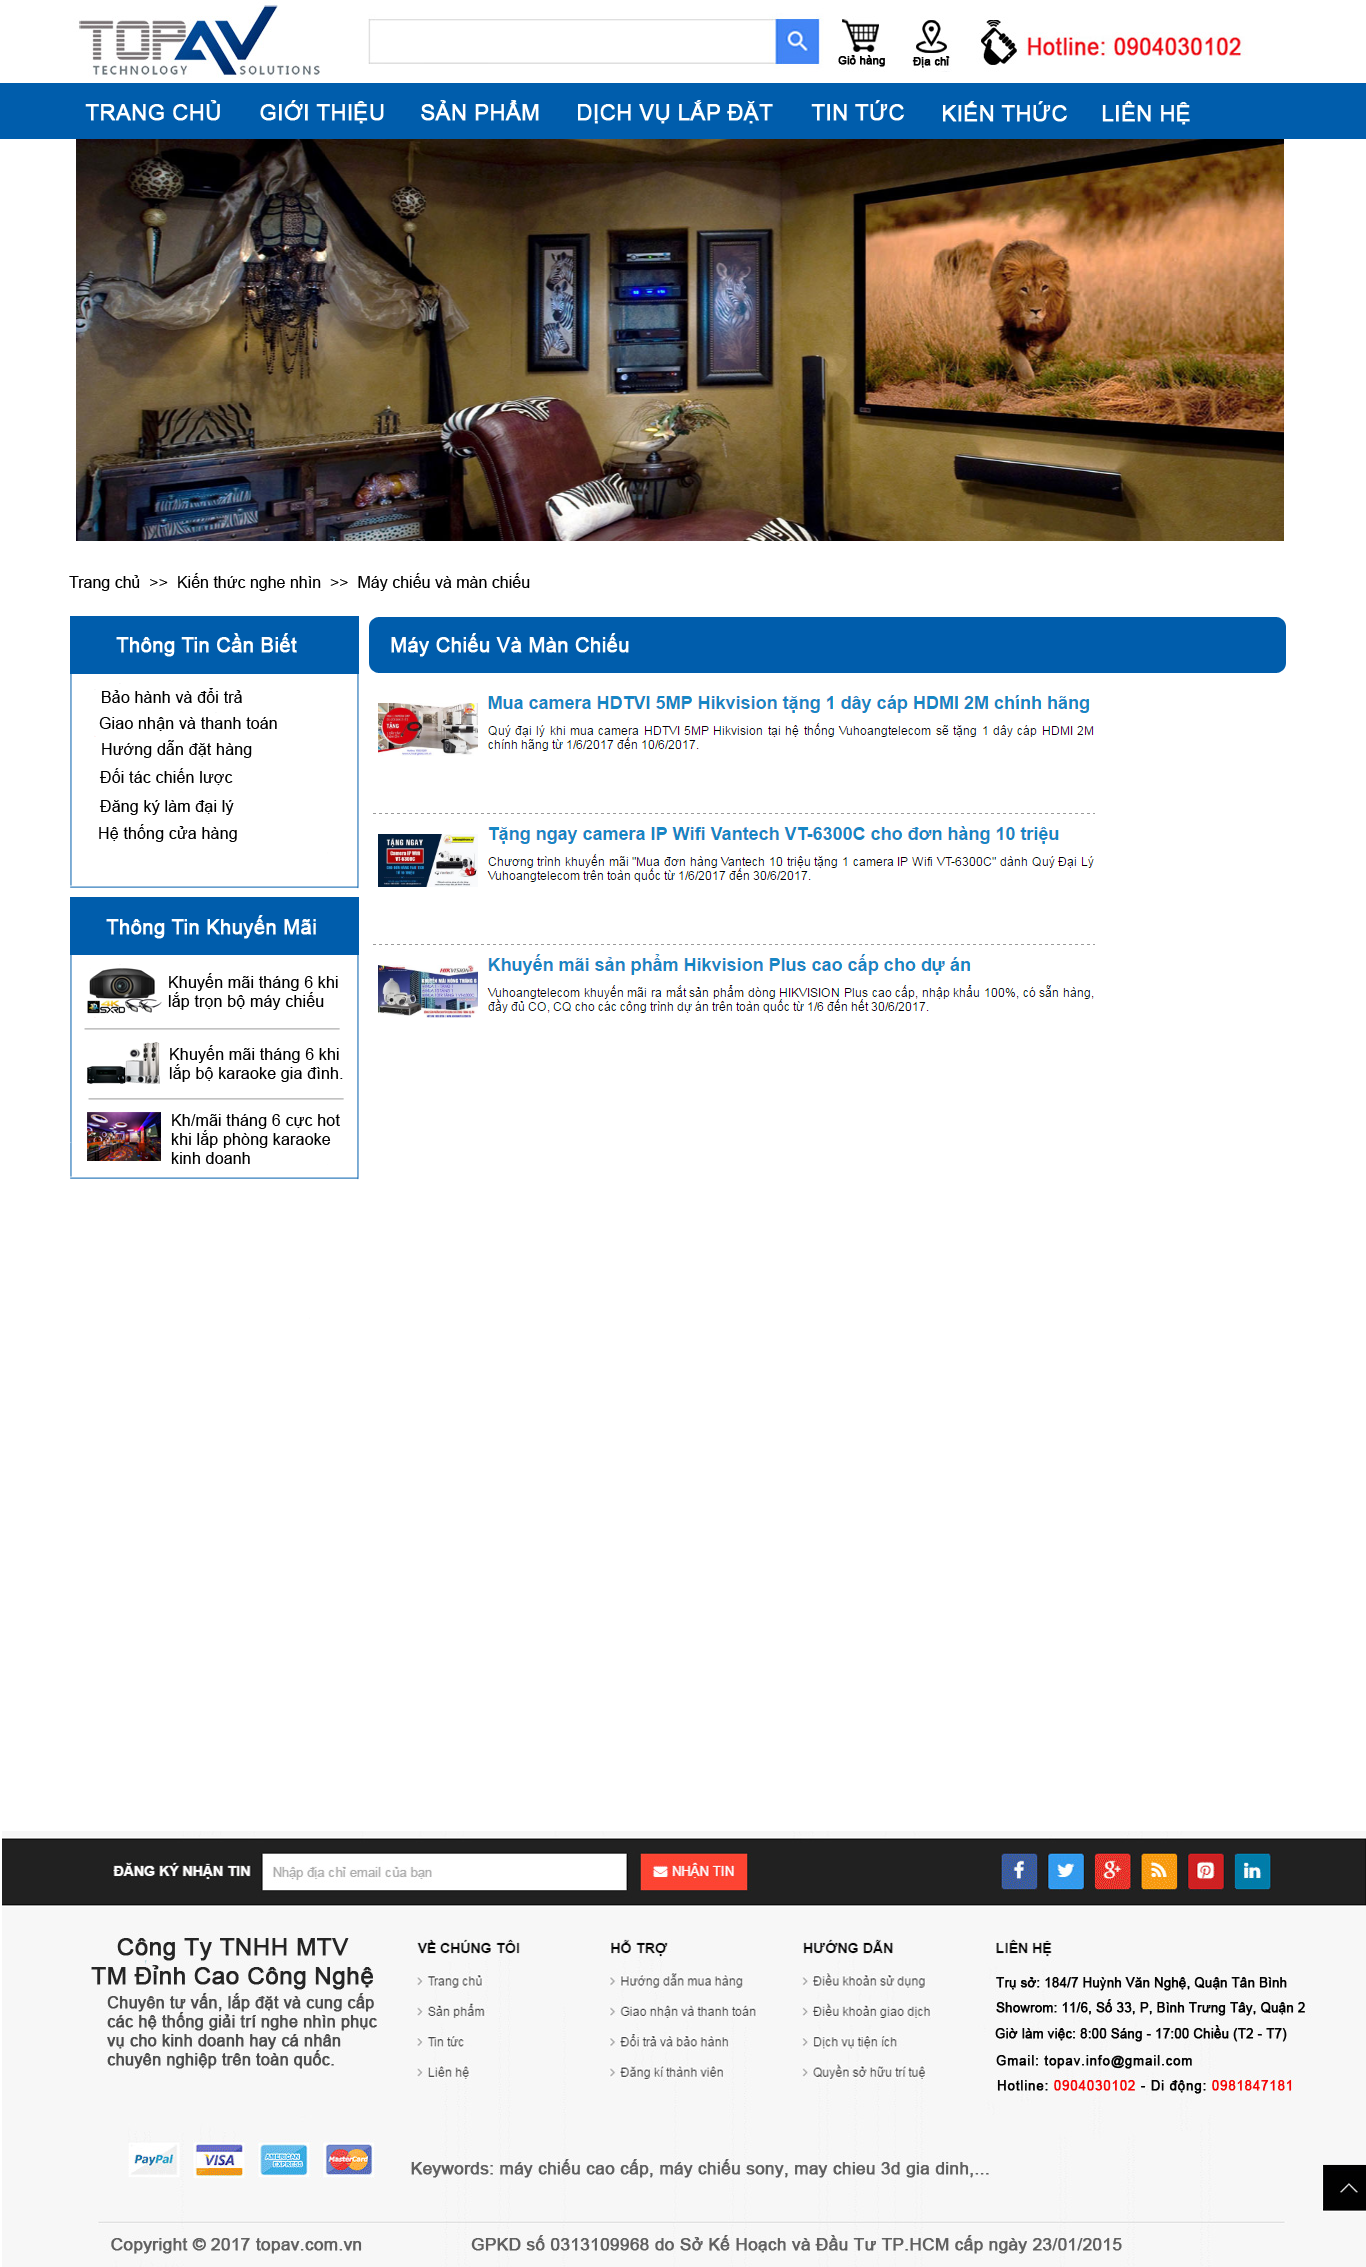 TOPAV
TECHNOLOGY SOLUTIONS
Giỏ hàng
Địa chỉ
Hotline: 0904030102
TRANG CHỦ GIỚI THIỆU SẢN PHẨM DỊCH VỤ LẮP ĐẶT TIN TỨC KIẾN THỨC LIÊN HỆ
Trang chủ >> Kiến thức nghe nhìn >> Máy chiếu và màn chiếu
Thông Tin Cần Biết
Bảo hành và đổi trả
Giao nhận và thanh toán
Hướng dẫn đặt hàng
Đối tác chiến lược
Đăng ký làm đại lý
Hệ thống cửa hàng
Thông Tin Khuyến Mãi
4K
SXRD
Khuyến mãi tháng 6 khi
lắp trọn bộ máy chiếu
Khuyến mãi tháng 6 khi
lắp bộ karaoke gia đình.
Kh/mãi tháng 6 cực hot
khi lắp phòng karaoke
kinh doanh
Máy Chiếu Và Màn Chiếu
TẶNG
Mua camera HDTVI 5MP Hikvision tặng 1 dây cáp HDMI 2M chính hãng
Quý đại lý khi mua camera HDTVI 5MP Hikvision tại hệ thống Vuhoangtelecom sẽ tặng 1 dây cáp HDMI 2M
chính hãng từ 1/6/2017 đến 10/6/2017.
TẶNG NGAY
Camera IP Wifi
VT-6300C
Tặng ngay camera IP Wifi Vantech VT-6300C cho đơn hàng 10 triệu
Chương trình khuyến mãi "Mua đơn hàng Vantech 10 triệu tặng 1 camera IP Wifi VT-6300C" dành Quý Đại Lý
Vuhoangtelecom trên toàn quốc từ 1/6/2017 đến 30/6/2017.
HIKVISION
Khuyến mãi sản phẩm Hikvision Plus cao cấp cho dự án
Vuhoangtelecom khuyến mãi ra mắt sản phẩm dòng HIKVISION Plus cao cấp, nhập khẩu 100%, có sẵn hàng,
đầy đủ CO, CQ cho các công trình dự án trên toàn quốc từ 1/6 đến hết 30/6/2017.
ĐĂNG KÝ NHẬN TIN
Nhập địa chỉ email của bạn
NHẬN TIN
Công Ty TNHH MTV
TM Đỉnh Cao Công Nghệ
Chuyên tư vấn, lắp đặt và cung cấp
các hệ thống giải trí nghe nhìn phục
vụ cho kinh doanh hay cá nhân
chuyên nghiệp trên toàn quốc.
VỀ CHÚNG TÔI
Trang chủ
Sản phẩm
Tin tức
Liên hệ
HỖ TRỢ
Hướng dẫn mua hàng
Giao nhận và thanh toán
Đổi trả và bảo hành
Đăng kí thành viên
HƯỚNG DẪN
Điều khoản sử dụng
Điều khoản giao dịch
Dịch vụ tiện ích
Quyền sở hữu trí tuệ
LIÊN HỆ
Trụ sở: 184/7 Huỳnh Văn Nghệ, Quận Tân Bình
Showrom: 11/6, Số 33, P, Bình Trưng Tây, Quận 2
Giờ làm việc: 8:00 Sáng - 17:00 Chiều (T2 - T7)
Gmail: topav.info@gmail.com
Hotline: 0904030102 - Di động: 0981847181
PayPal
VISA
AMERICAN EXPRESS
MasterCard
Keywords: máy chiếu cao cấp, máy chiếu sony, may chieu 3d gia dinh,...
Copyright © 2017 topav.com.vn
GPKD số 0313109968 do Sở Kế Hoạch và Đầu Tư TP.HCM cấp ngày 23/01/2015